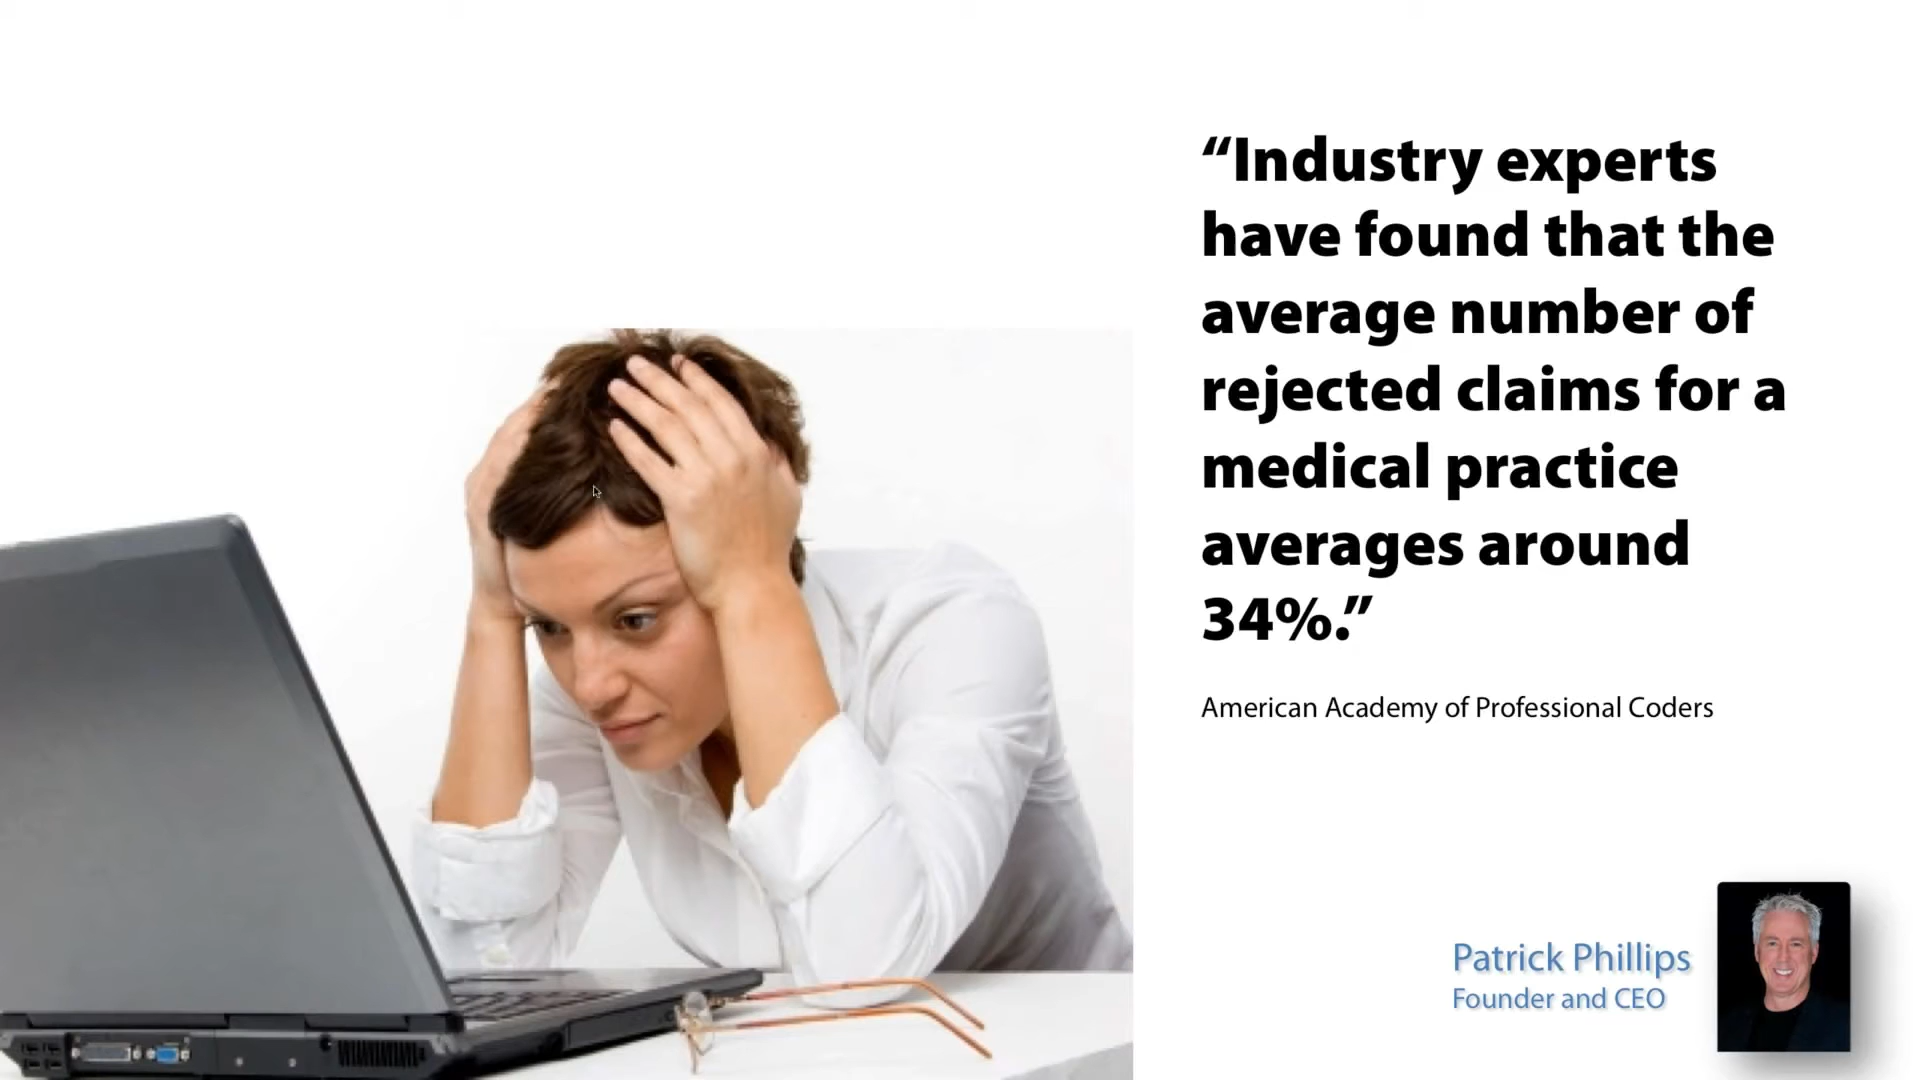 “Industry experts
have found that the
average number of
rejected claims for a
medical practice
averages around
34%.”
American Academy of Professional Coders
Patrick Phillips
Founder and CEO